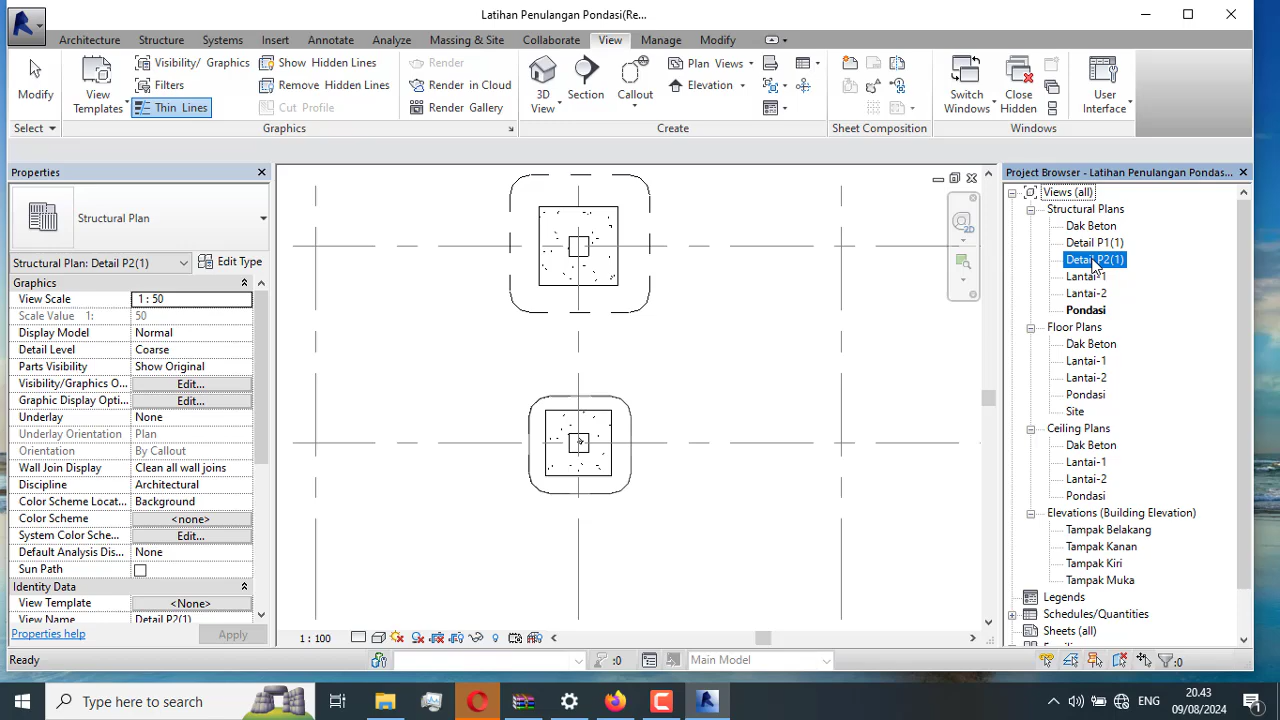 Latihan Penulangan Pondasi(Re...
Architecture Structure Systems Insert Annotate Analyze Massing & Site Collaborate View Manage Modify
Modify
View Templates
Visibility/ Graphics
Filters
Thin Lines
Show Hidden Lines
Remove Hidden Lines
Cut Profile
Render
Render in Cloud
Render Gallery
3D View
Section
Callout
Plan Views
Elevation
Switch Windows
Close Hidden
User Interface
Select Graphics Create Sheet Composition Windows
Properties
Structural Plan
Structural Plan: Detail P2(1) Edit Type
Graphics
View Scale 1 : 50
Scale Value 1: 50
Display Model Normal
Detail Level Coarse
Parts Visibility Show Original
Visibility/Graphics O... Edit...
Graphic Display Opti... Edit...
Underlay None
Underlay Orientation Plan
Orientation By Callout
Wall Join Display Clean all wall joins
Discipline Architectural
Color Scheme Locat... Background
Color Scheme <none>
System Color Sche... Edit...
Default Analysis Dis... None
Sun Path
Identity Data
View Template <None>
View Name Detail P2(1)
Properties help Apply
2D
1 : 100
Project Browser - Latihan Penulangan Pondas...
Views (all)
Structural Plans
Dak Beton
Detail P1(1)
Detail P2(1)
Lantai-1
Lantai-2
Pondasi
Floor Plans
Dak Beton
Lantai-1
Lantai-2
Pondasi
Site
Ceiling Plans
Dak Beton
Lantai-1
Lantai-2
Pondasi
Elevations (Building Elevation)
Tampak Belakang
Tampak Kanan
Tampak Kiri
Tampak Muka
Legends
Schedules/Quantities
Sheets (all)
Ready :0 Main Model :0
Type here to search
ENG
20.43
09/08/2024
1